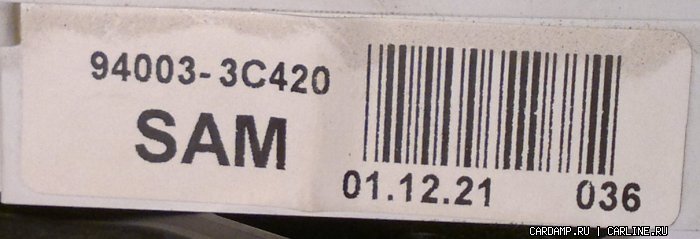 94003-3C420
SAM
01.12.21 036
CARDAMP.RU | CARLINE.RU